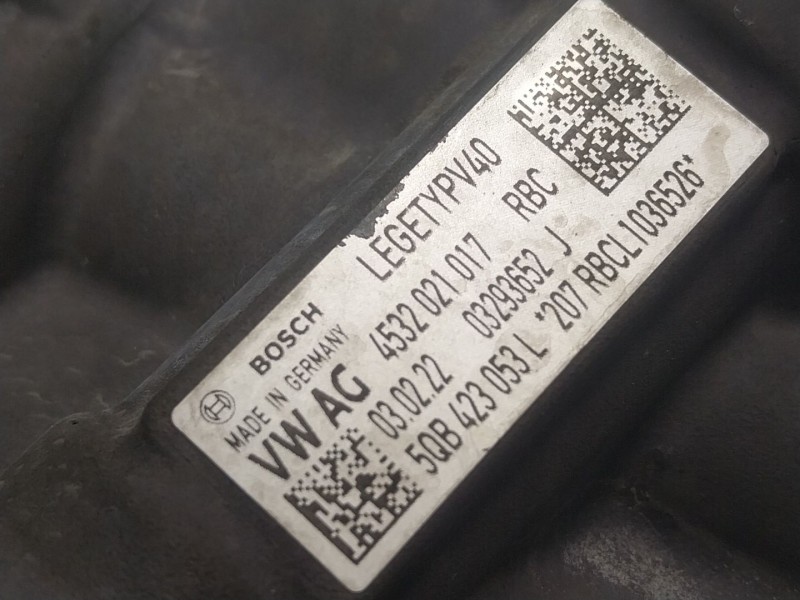 BOSCH LEGETYPV40
MADE IN GERMANY 4532 021 017 RBC
VW AG 03.02.22 03293652 J
5QB 423 053 L *207 RBCL1036526*